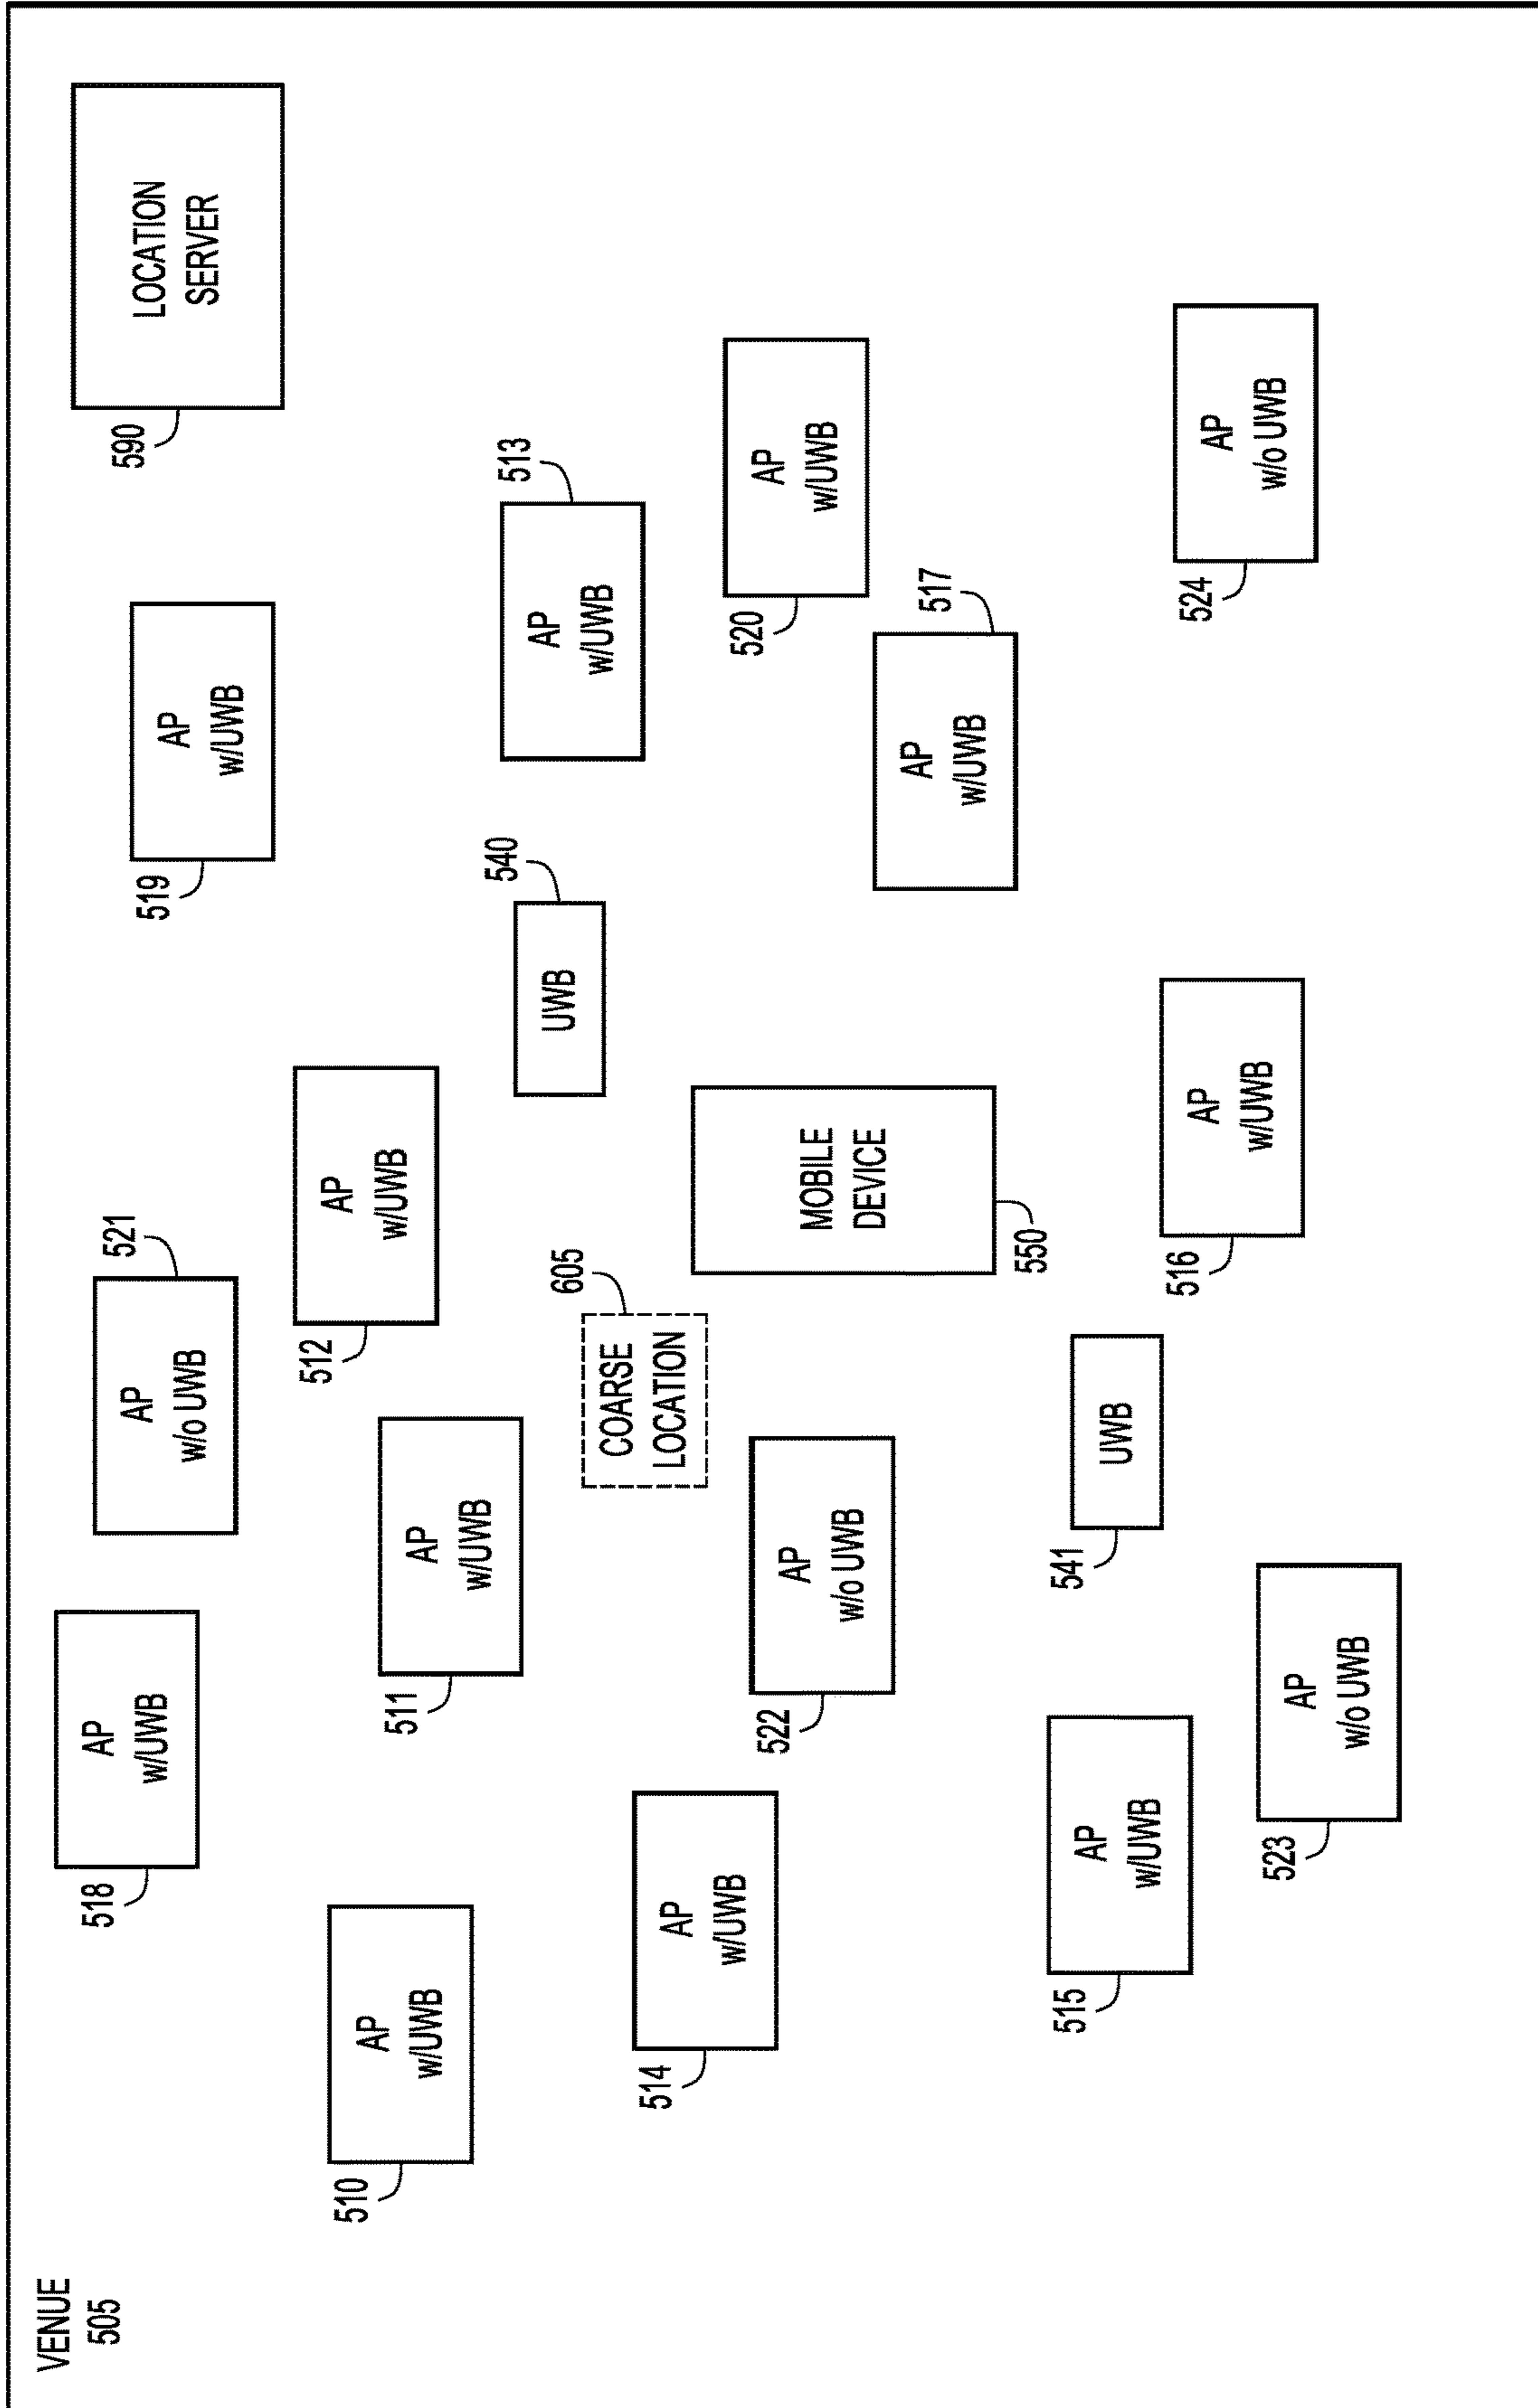 VENUE
505
518
AP
w/UWB
521
AP
w/o UWB
519
AP
w/UWB
590
LOCATION
SERVER
510
AP
w/UWB
511
AP
w/UWB
512
AP
w/UWB
540
UWB
513
AP
w/UWB
514
AP
w/UWB
605
COARSE
LOCATION
522
AP
w/o UWB
MOBILE
DEVICE
550
520
AP
w/UWB
517
AP
w/UWB
515
AP
w/UWB
541
UWB
516
AP
w/UWB
524
AP
w/o UWB
523
AP
w/o UWB